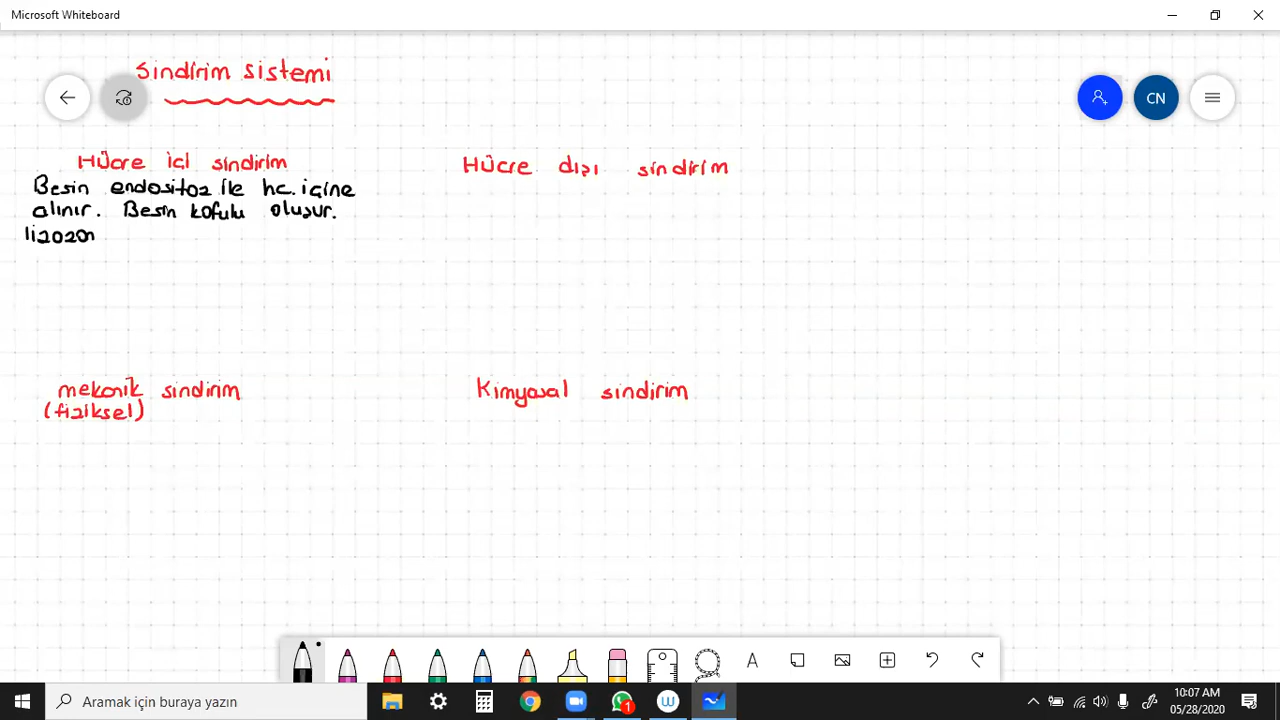 Microsoft Whiteboard
Sindirim sistemi
CN
Hücre içi sindirim
Hücre dışı sindirim
Besin endositoz ile hc. içine
alınır. Besin kofulu oluşur.
lizozom
mekanik sindirim
(fiziksel)
Kimyasal sindirim
A
Aramak için buraya yazın
1
W
10:07 AM
05/28/2020